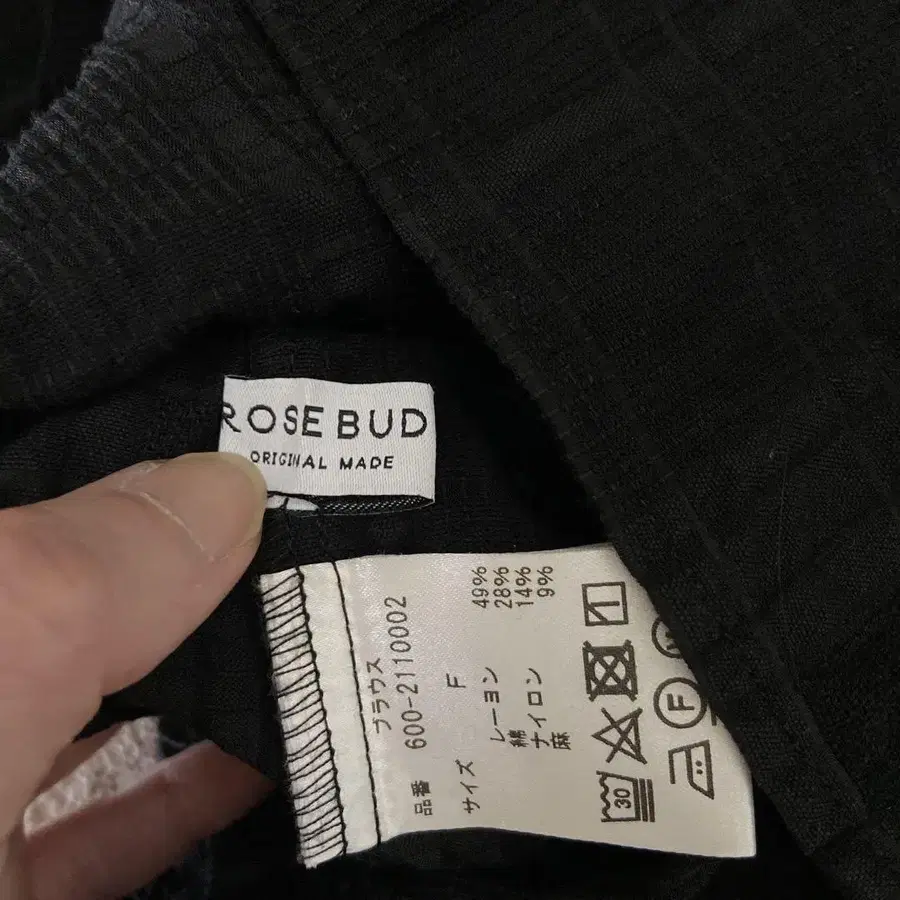 ROSE BUD
ORIGINAL MADE
ブラウス
品番 600-2110002
サイズ F
レーヨン 49%
綿 28%
ナイロン 14%
麻 9%
30
F